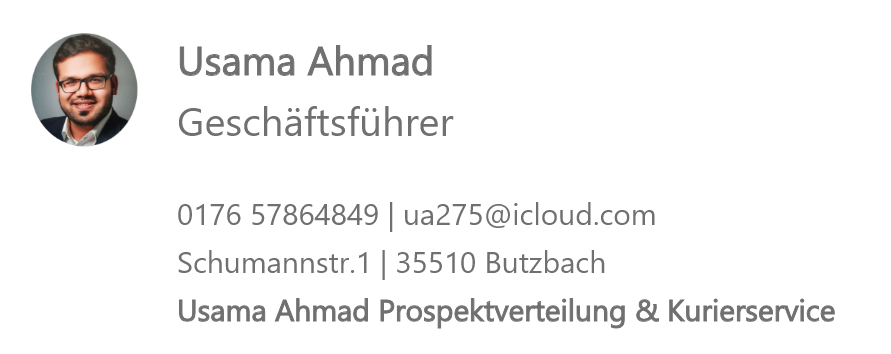 Usama Ahmad
Geschäftsführer
0176 57864849 | ua275@icloud.com
Schumannstr.1 | 35510 Butzbach
Usama Ahmad Prospektverteilung & Kurierservice